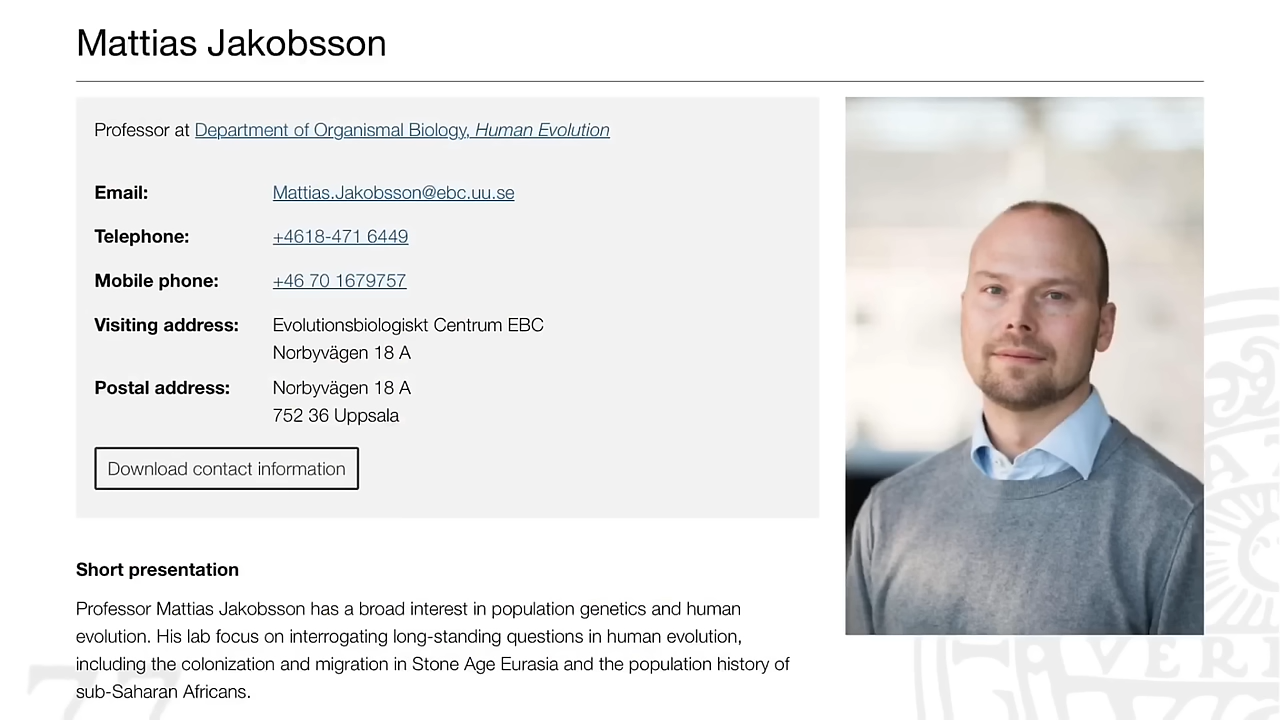 Mattias Jakobsson
Professor at Department of Organismal Biology, Human Evolution
Email: Mattias.Jakobsson@ebc.uu.se
Telephone: +4618-471 6449
Mobile phone: +46 70 1679757
Visiting address: Evolutionsbiologiskt Centrum EBC
Norbyvägen 18 A
Postal address: Norbyvägen 18 A
752 36 Uppsala
Download contact information
Short presentation
Professor Mattias Jakobsson has a broad interest in population genetics and human
evolution. His lab focus on interrogating long-standing questions in human evolution,
including the colonization and migration in Stone Age Eurasia and the population history of
sub-Saharan Africans.
77
VERI